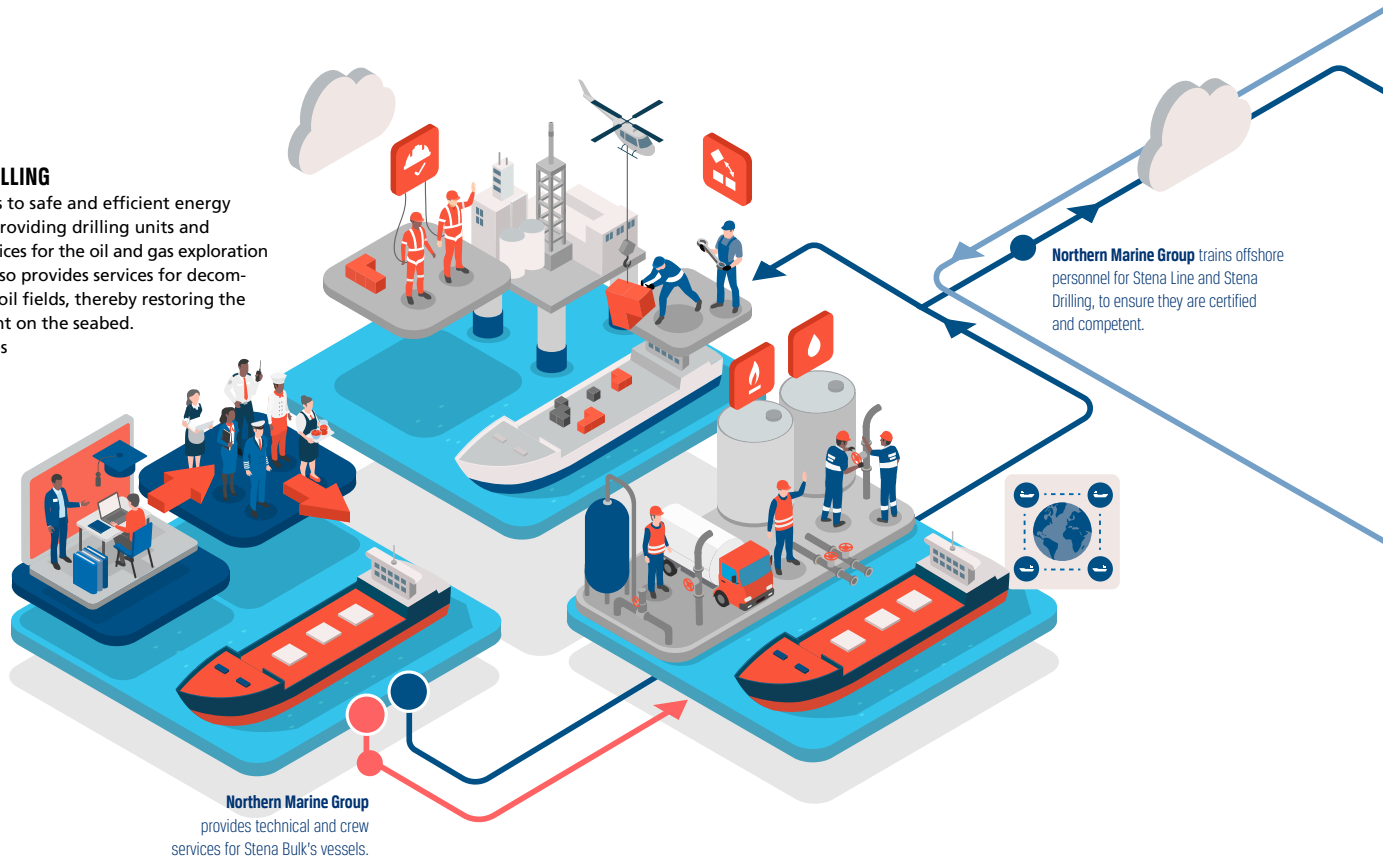 LLING
s to safe and efficient energy
roviding drilling units and
ices for the oil and gas exploration
so provides services for decom-
oil fields, thereby restoring the
nt on the seabed.
s
Northern Marine Group trains offshore
personnel for Stena Line and Stena
Drilling, to ensure they are certified
and competent.
Northern Marine Group
provides technical and crew
services for Stena Bulk's vessels.